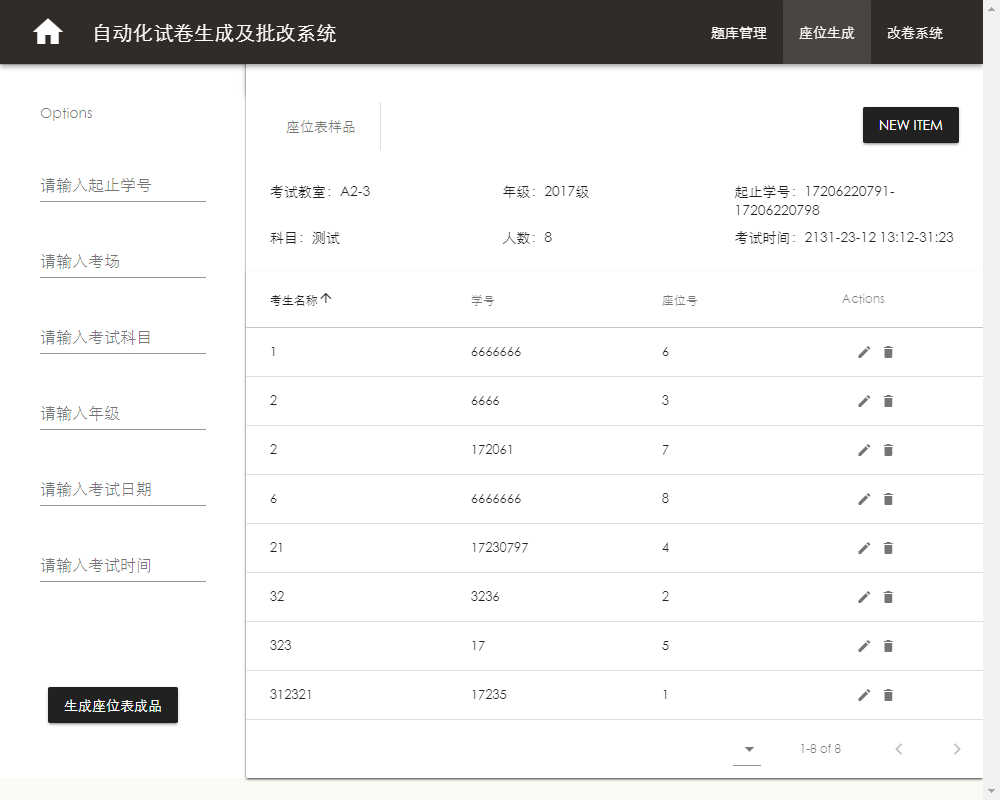 自动化试卷生成及批改系统
题库管理 座位生成 改卷系统
Options
请输入起止学号
请输入考场
请输入考试科目
请输入年级
请输入考试日期
请输入考试时间
生成座位表成品
座位表样品
NEW ITEM
考试教室：A2-3 年级：2017级 起止学号：17206220791-
17206220798
科目：测试 人数：8 考试时间：2131-23-12 13:12-31:23
考生名称 学号 座位号 Actions
1 6666666 6
2 6666 3
2 172061 7
6 6666666 8
21 17230797 4
32 3236 2
323 17 5
312321 17235 1
1-8 of 8